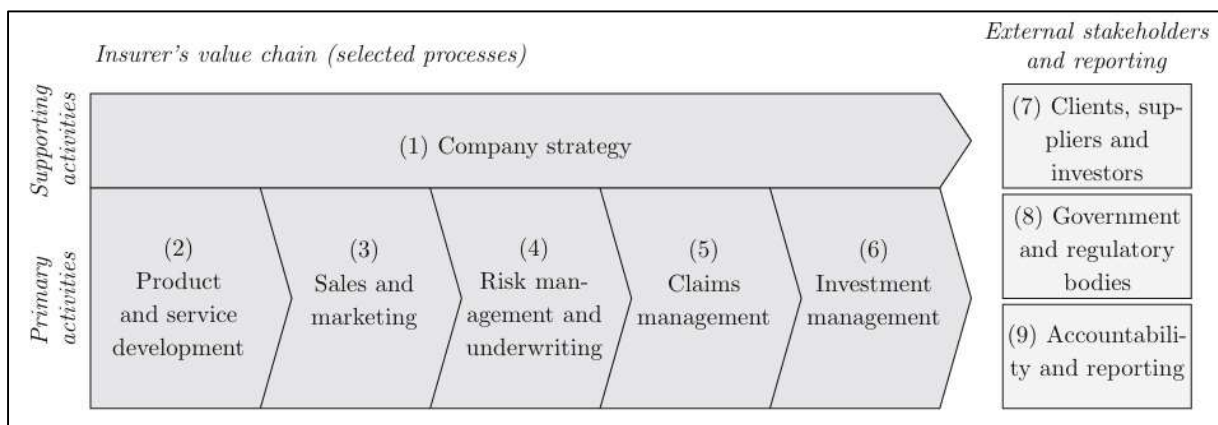 Insurer's value chain (selected processes)
External stakeholders
and reporting
Supporting
activities
(1) Company strategy
Primary
activities
(2)
Product
and service
development
(3)
Sales and
marketing
(4)
Risk man-
agement and
underwriting
(5)
Claims
management
(6)
Investment
management
(7) Clients, sup-
pliers and
investors
(8) Government
and regulatory
bodies
(9) Accountabili-
ty and reporting